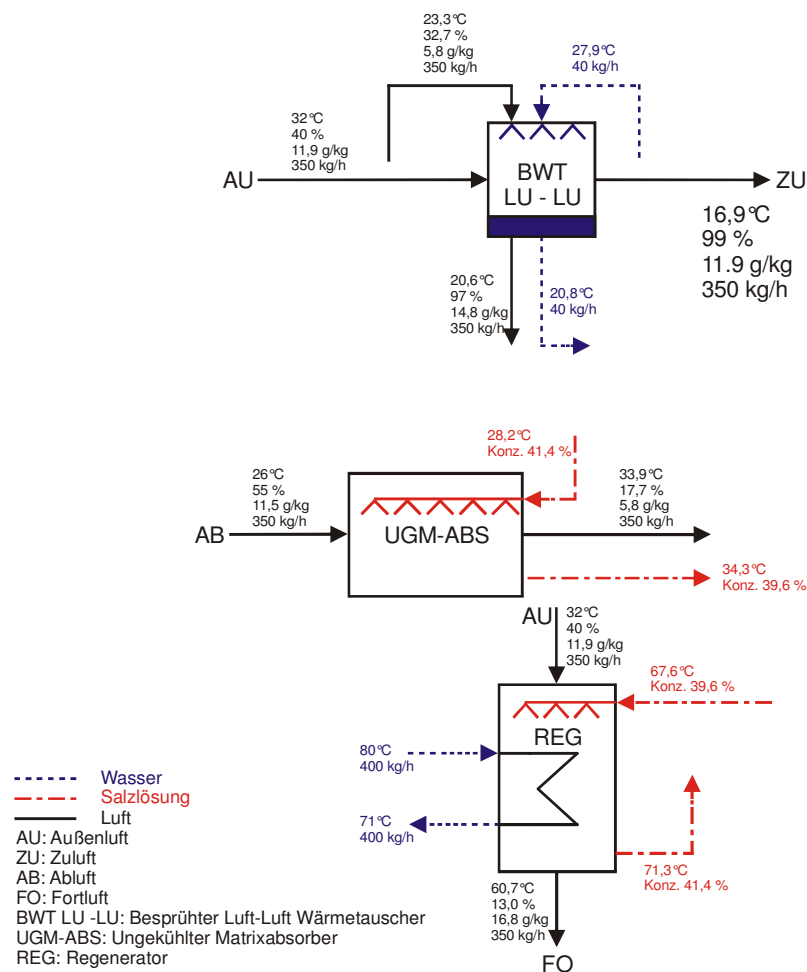 23,3°C
32,7 %
5,8 g/kg
350 kg/h
27,9°C
40 kg/h
32°C
40 %
11,9 g/kg
350 kg/h
AU
BWT
LU - LU
ZU
16,9°C
99 %
11.9 g/kg
350 kg/h
20,6°C
97 %
14,8 g/kg
350 kg/h
20,8°C
40 kg/h
28,2°C
Konz. 41,4 %
26°C
55 %
11,5 g/kg
350 kg/h
33,9°C
17,7 %
5,8 g/kg
350 kg/h
AB
UGM-ABS
34,3°C
Konz. 39,6 %
AU
32°C
40 %
11,9 g/kg
350 kg/h
67,6°C
Konz. 39,6 %
REG
80°C
400 kg/h
71°C
400 kg/h
71,3°C
Konz. 41,4 %
60,7°C
13,0 %
16,8 g/kg
350 kg/h
FO
Wasser
Salzlösung
Luft
AU: Außenluft
ZU: Zuluft
AB: Abluft
FO: Fortluft
BWT LU -LU: Besprühter Luft-Luft Wärmetauscher
UGM-ABS: Ungekühlter Matrixabsorber
REG: Regenerator